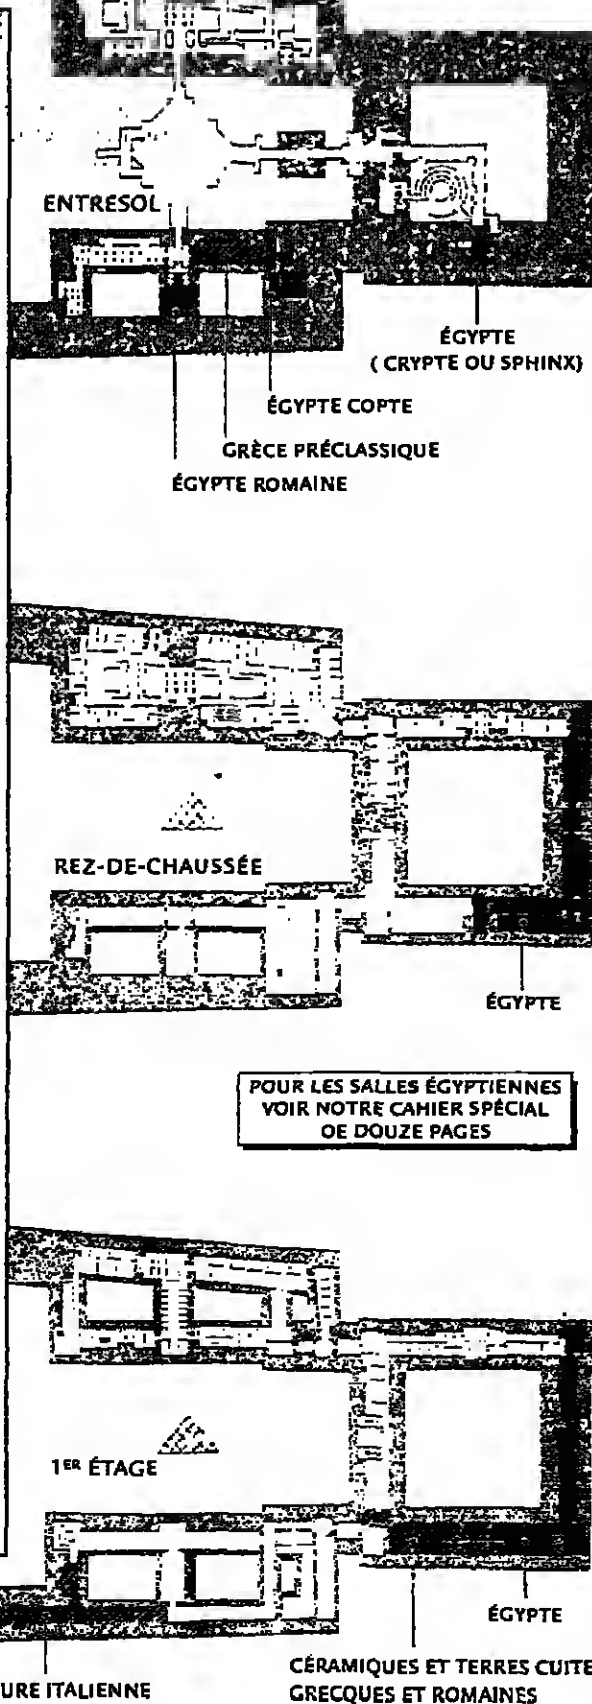 ENTRESOL
ÉGYPTE
( CRYPTE OU SPHINX)
ÉGYPTE COPTE
GRÈCE PRÉCLASSIQUE
ÉGYPTE ROMAINE
REZ-DE-CHAUSSÉE
ÉGYPTE
POUR LES SALLES ÉGYPTIENNES
VOIR NOTRE CAHIER SPÉCIAL
DE DOUZE PAGES
1ER ÉTAGE
ÉGYPTE
CÉRAMIQUES ET TERRES CUITE
GRECQUES ET ROMAINES
URE ITALIENNE